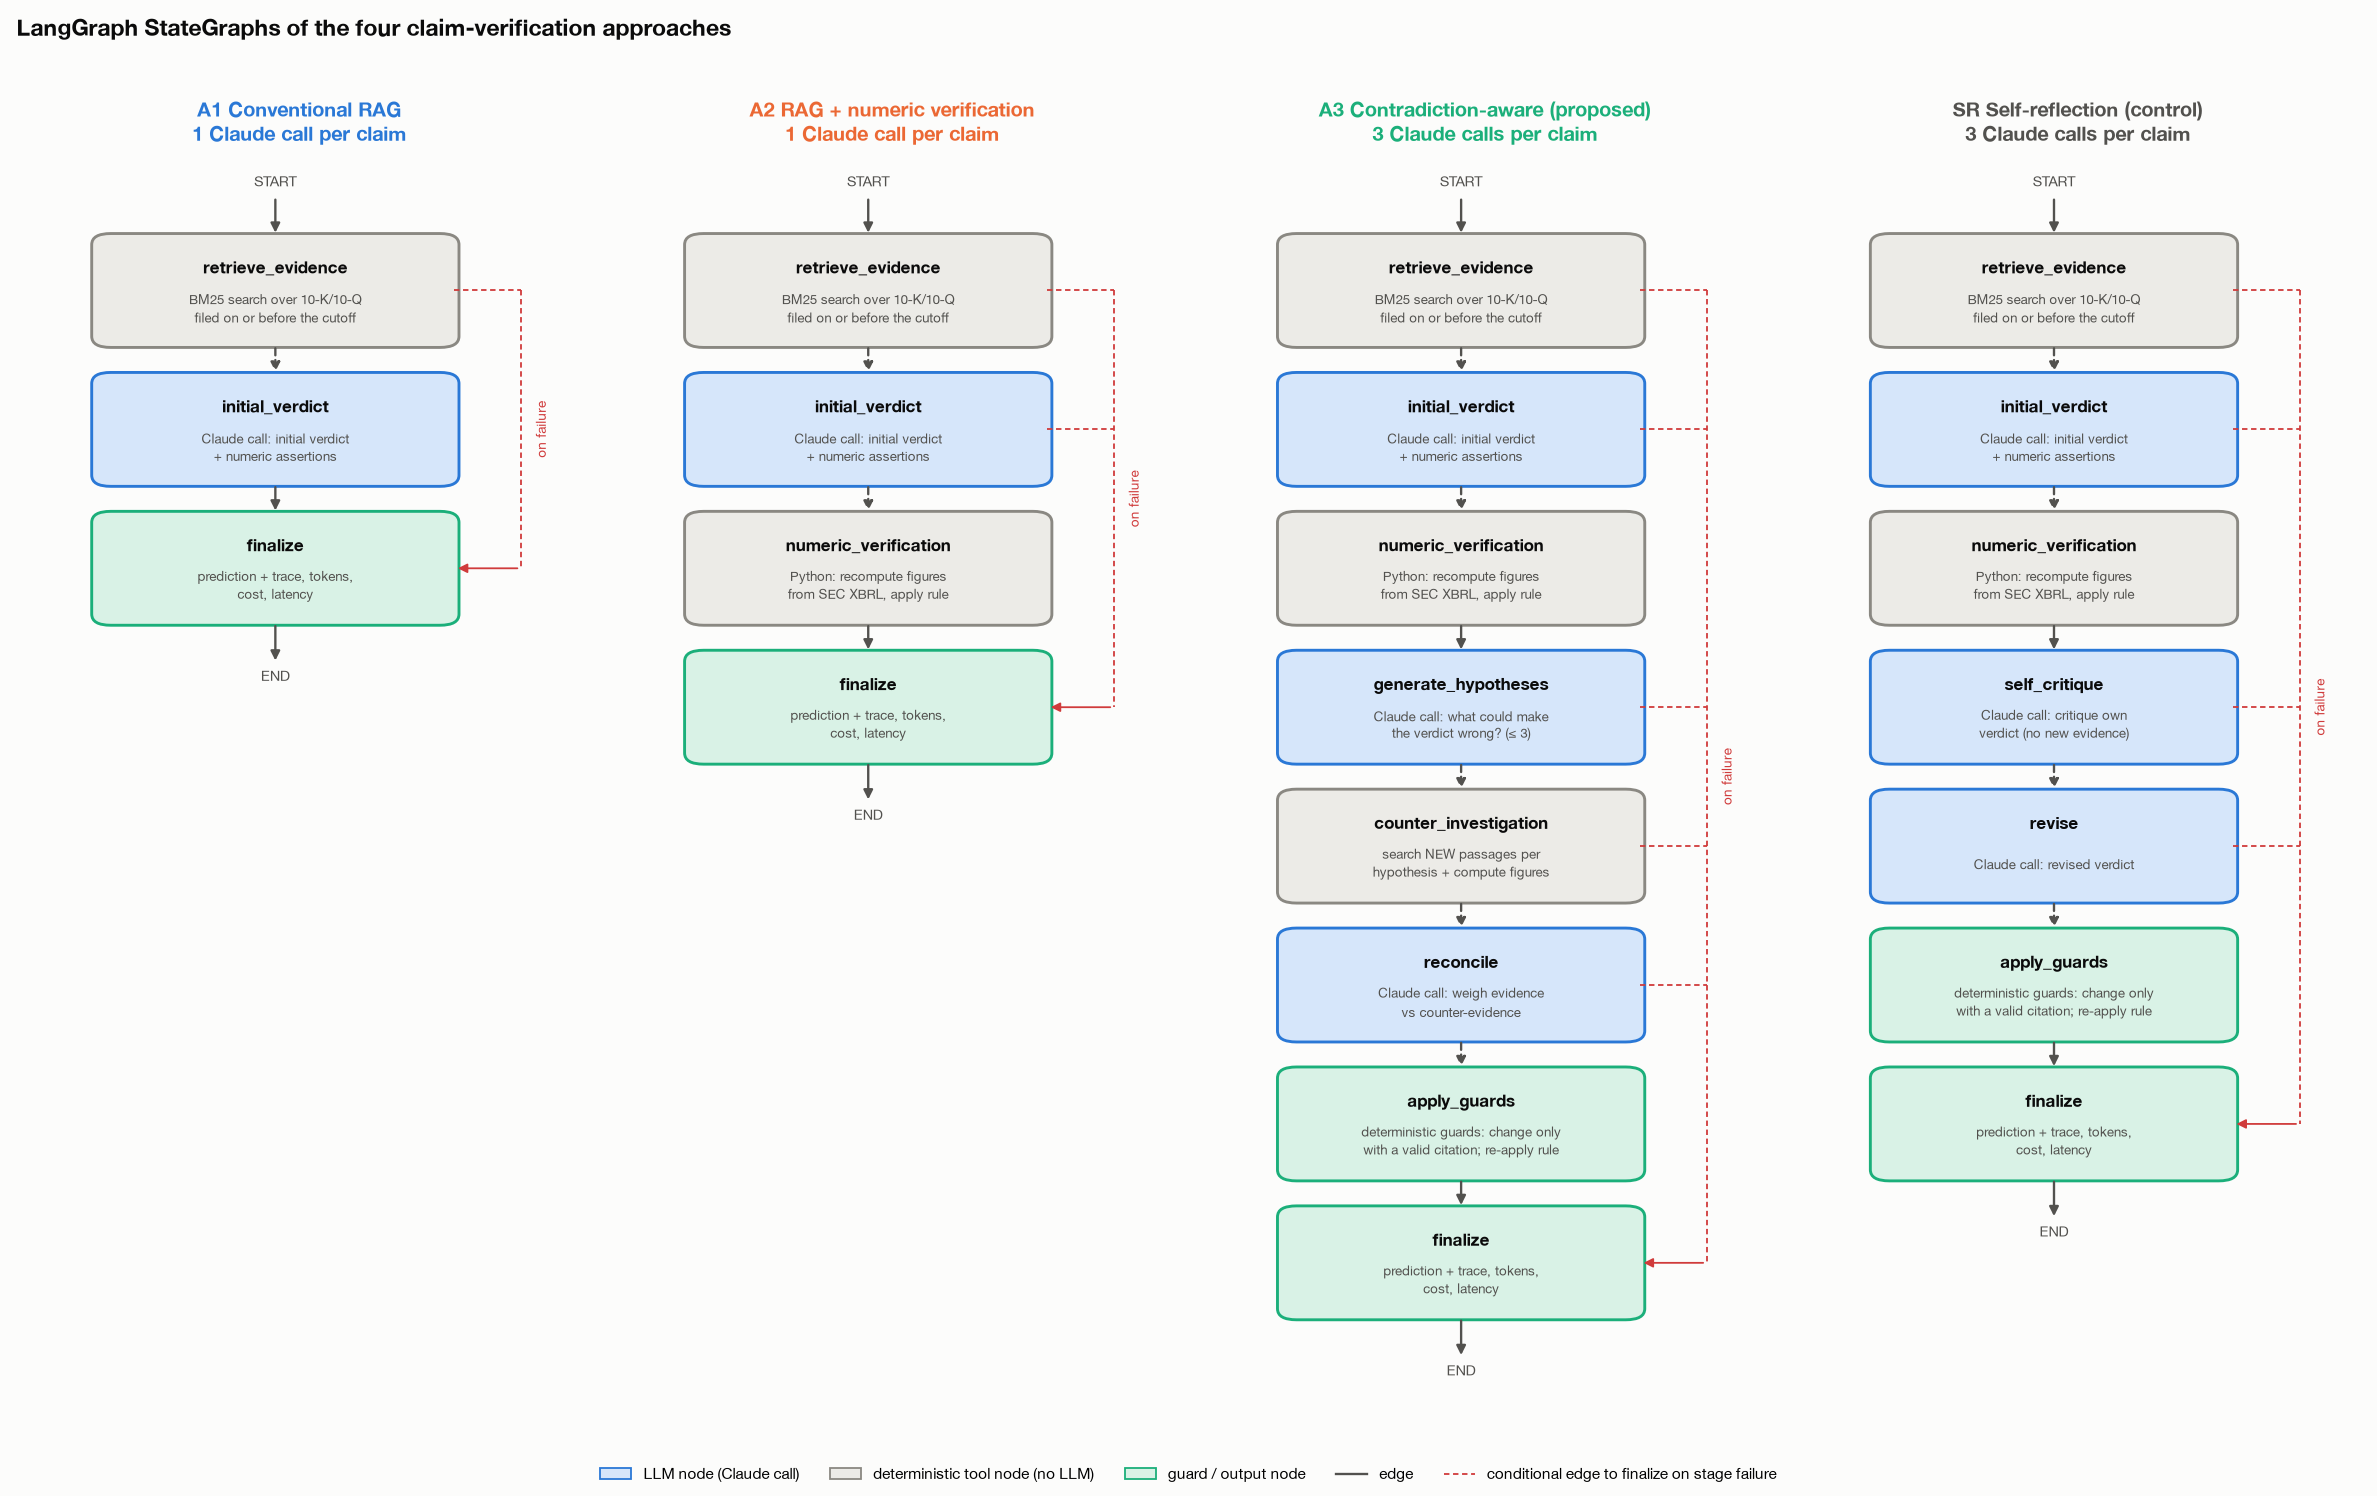 LangGraph StateGraphs of the four claim-verification approaches
A1 Conventional RAG
1 Claude call per claim
START
retrieve_evidence
BM25 search over 10-K/10-Q
filed on or before the cutoff
initial_verdict
Claude call: initial verdict
+ numeric assertions
finalize
prediction + trace, tokens,
cost, latency
END
on failure
A2 RAG + numeric verification
1 Claude call per claim
START
retrieve_evidence
BM25 search over 10-K/10-Q
filed on or before the cutoff
initial_verdict
Claude call: initial verdict
+ numeric assertions
numeric_verification
Python: recompute figures
from SEC XBRL, apply rule
finalize
prediction + trace, tokens,
cost, latency
END
on failure
A3 Contradiction-aware (proposed)
3 Claude calls per claim
START
retrieve_evidence
BM25 search over 10-K/10-Q
filed on or before the cutoff
initial_verdict
Claude call: initial verdict
+ numeric assertions
numeric_verification
Python: recompute figures
from SEC XBRL, apply rule
generate_hypotheses
Claude call: what could make
the verdict wrong? (≤ 3)
counter_investigation
search NEW passages per
hypothesis + compute figures
reconcile
Claude call: weigh evidence
vs counter-evidence
apply_guards
deterministic guards: change only
with a valid citation; re-apply rule
finalize
prediction + trace, tokens,
cost, latency
END
on failure
SR Self-reflection (control)
3 Claude calls per claim
START
retrieve_evidence
BM25 search over 10-K/10-Q
filed on or before the cutoff
initial_verdict
Claude call: initial verdict
+ numeric assertions
numeric_verification
Python: recompute figures
from SEC XBRL, apply rule
self_critique
Claude call: critique own
verdict (no new evidence)
revise
Claude call: revised verdict
apply_guards
deterministic guards: change only
with a valid citation; re-apply rule
finalize
prediction + trace, tokens,
cost, latency
END
on failure
LLM node (Claude call)
deterministic tool node (no LLM)
guard / output node
edge
conditional edge to finalize on stage failure